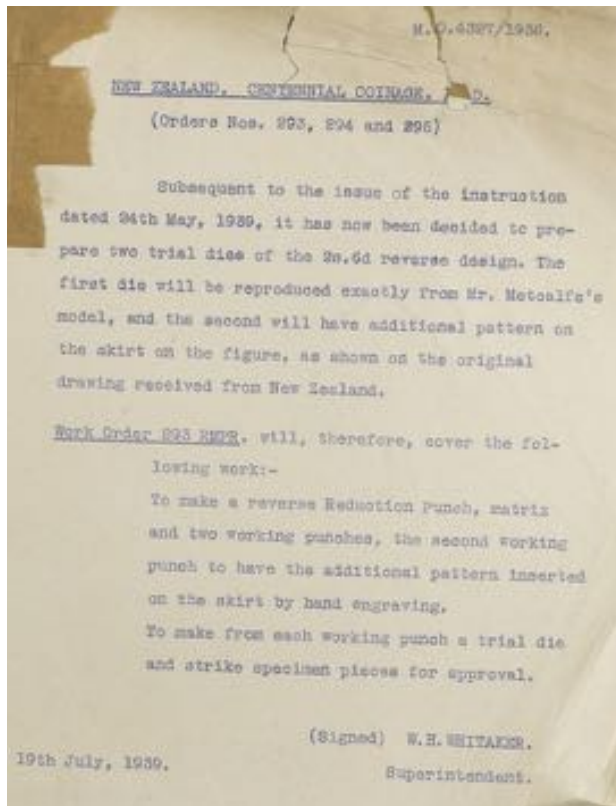 M.O.4327/1938.
NEW ZEALAND. CENTENNIAL COINAGE. D.
(Orders Nos. 293, 294 and 295)
Subsequent to the issue of the instruction
dated 24th May, 1939, it has now been decided to pre-
pare two trial dies of the 2s.6d reverse design. The
first die will be reproduced exactly from Mr. Metcalfe's
model, and the second will have additional pattern on
the skirt on the figure, as shown on the original
drawing received from New Zealand.
Work Order 293 will, therefore, cover the fol-
lowing work:-
To make a reverse Reduction Punch, matrix
and two working punches, the second working
punch to have the additional pattern inserted
on the skirt by hand engraving.
To make from each working punch a trial die
and strike specimen pieces for approval.
(Signed) W.H.WHITAKER.
19th July, 1939.
Superintendent.